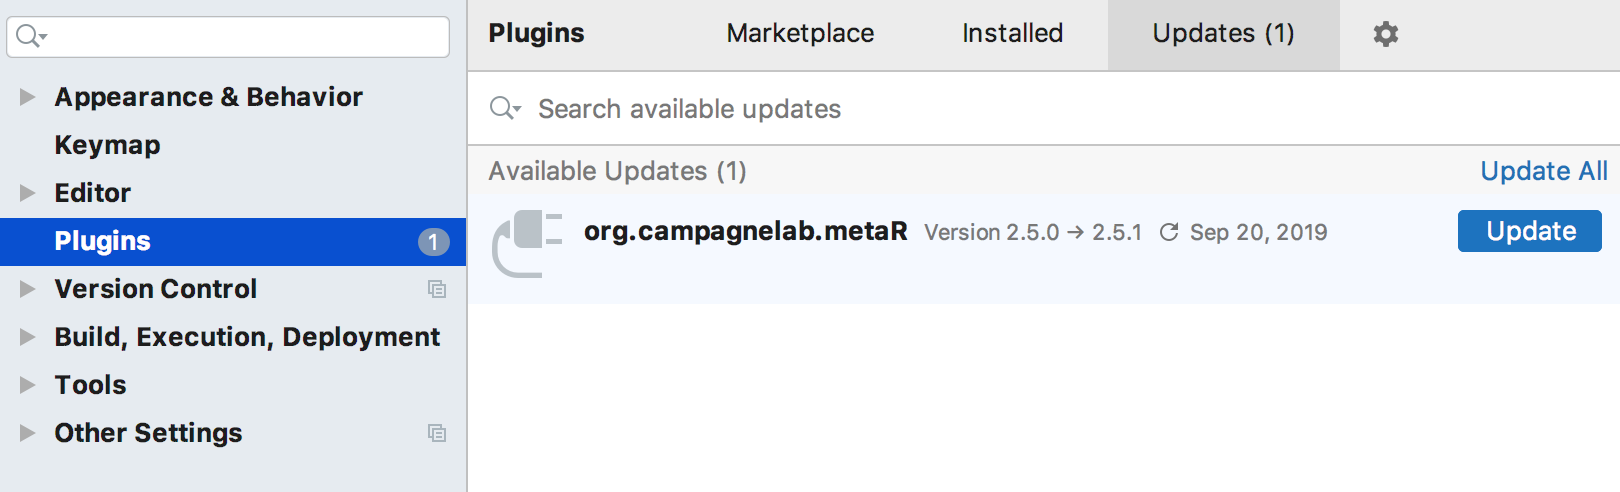 Appearance & Behavior
Keymap
Editor
Plugins 1
Version Control
Build, Execution, Deployment
Tools
Other Settings
Plugins Marketplace Installed Updates (1)
Search available updates
Available Updates (1) Update All
org.campagnelab.metaR Version 2.5.0 → 2.5.1 Sep 20, 2019 Update